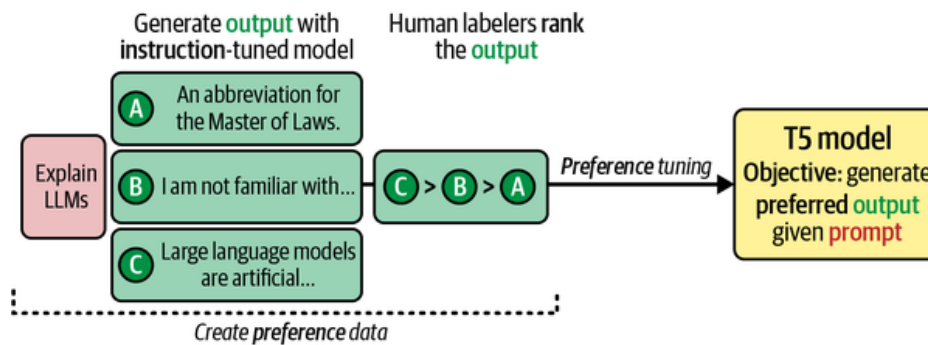 Generate output with
instruction-tuned model
Human labelers rank
the output
Explain
LLMs
A
An abbreviation for
the Master of Laws.
B
I am not familiar with...
C
Large language models
are artificial...
C > B > A
Preference tuning
T5 model
Objective: generate
preferred output
given prompt
Create preference data